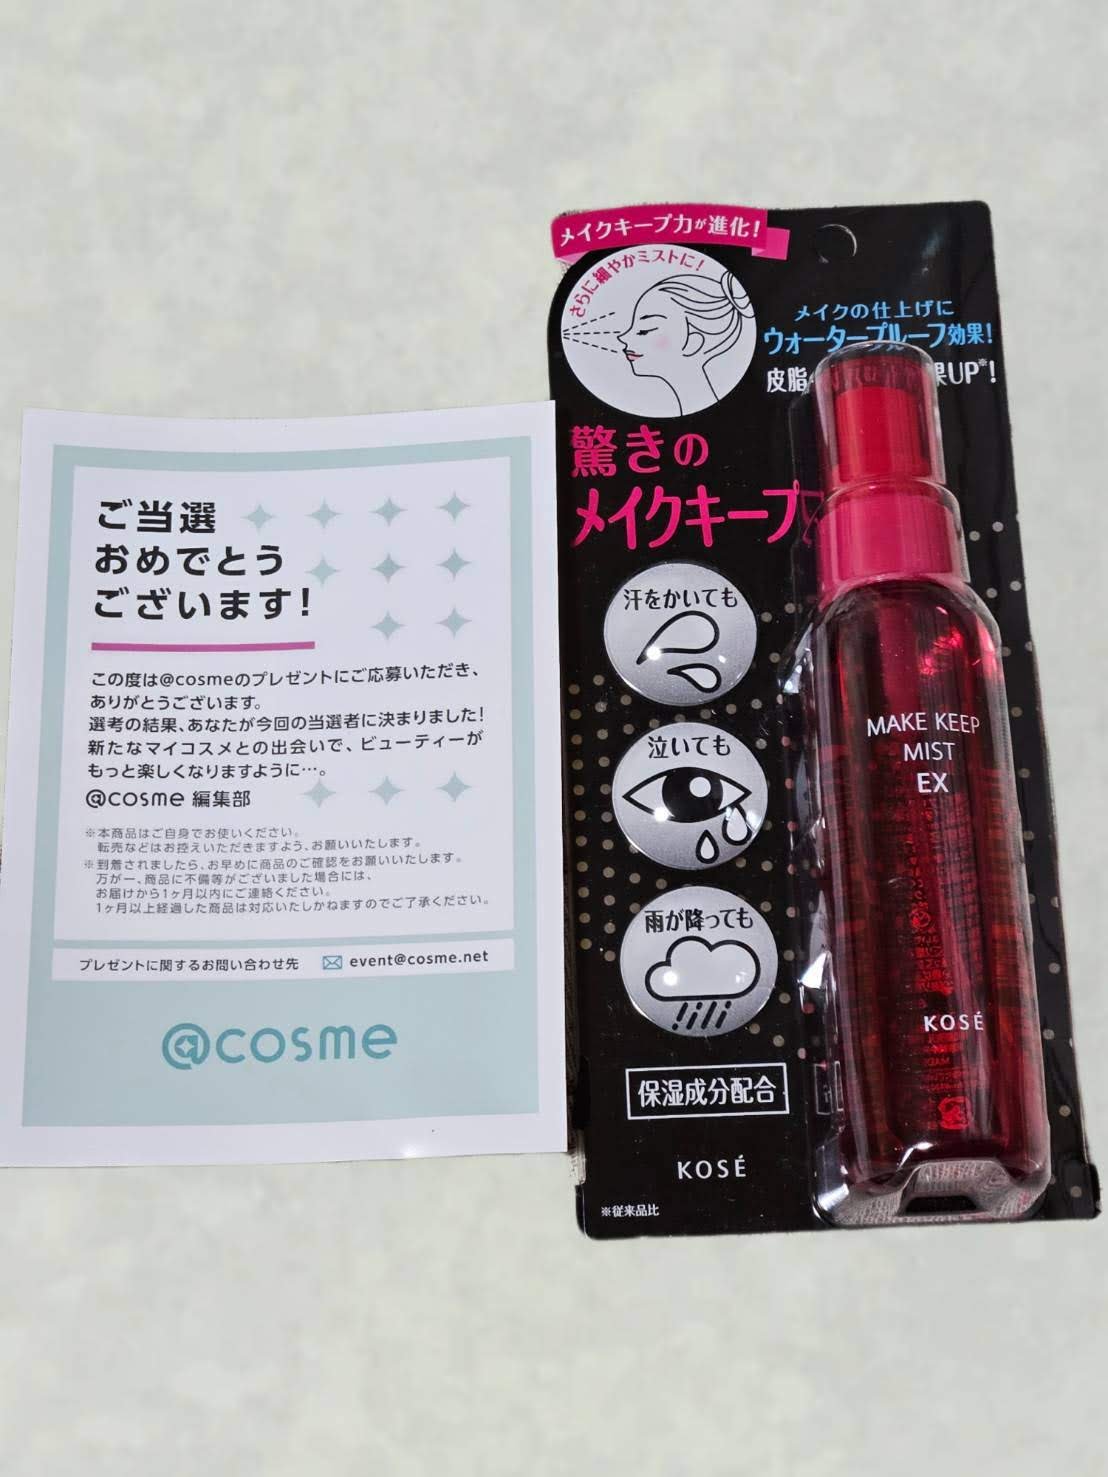 ご当選
おめでとう
ございます!
この度は@cosmeのプレゼントにご応募いただき、
ありがとうございます。
選考の結果、あなたが今回の当選者に決まりました!
新たなマイコスメとの出会いで、ビューティーが
もっと楽しくなりますように…。
@cosme 編集部
※本商品はご自身でお使いください。
転売などはお控えいただきますよう、お願いいたします。
※到着されましたら、お早めに商品のご確認をお願いいたします。
万が一、商品に不備等がございました場合には、
お届けから1ヶ月以内にご連絡ください。
1ヶ月以上経過した商品は対応いたしかねますのでご了承ください。
プレゼントに関するお問い合わせ先 event@cosme.net
@cosme
メイクキープ力が進化!
さらに細やかミストに!
メイクの仕上げに
ウォータープルーフ効果!
皮脂 果UP※!
驚きの
メイクキープ
汗をかいても
泣いても
雨が降っても
保湿成分配合
KOSÉ
※従来品比
MAKE KEEP
MIST
EX
KOSÉ